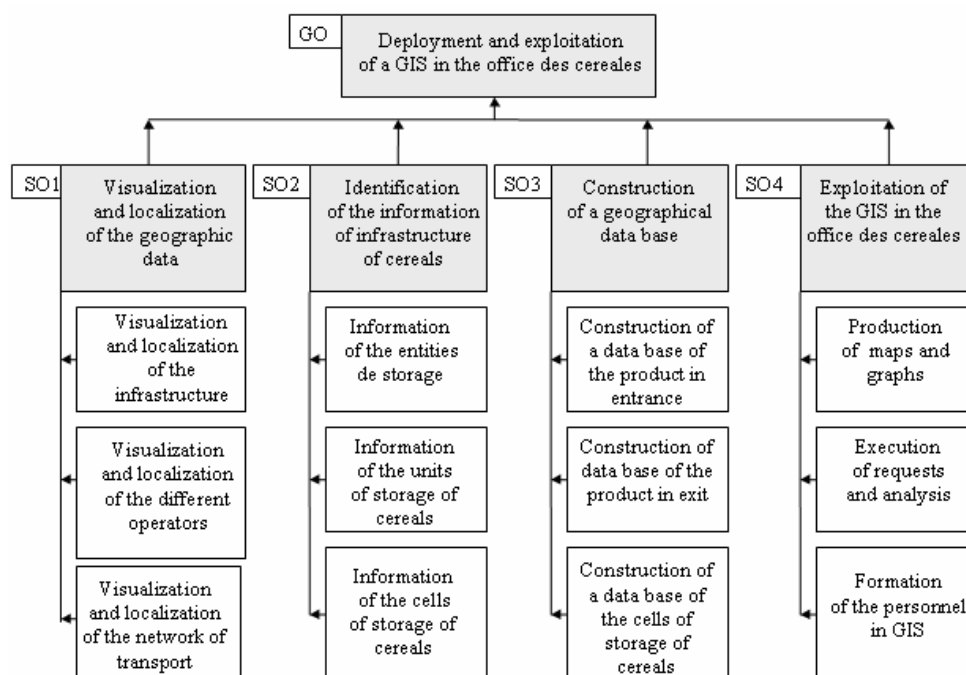 GO
Deployment and exploitation
of a GIS in the office des cereales
SO1
Visualization
and localization
of the geographic
data
SO2
Identification
of the information
of infrastructure
of cereals
SO3
Construction
of a geographical
data base
SO4
Exploitation of
the GIS in the
office des cereales
Visualization
and localization
of the
infrastructure
Visualization
and localization
of the different
operators
Visualization
and localization
of the network of
transport
Information
of the entities
de storage
Information
of the units
of storage of
cereals
Information
of the cells
of storage of
cereals
Construction of
a data base of
the product in
entrance
Construction of
data base of the
product in exit
Construction of
a data base of
the cells of
storage of
cereals
Production
of maps and
graphs
Execution
of requests
and analysis
Formation
of the personnel
in GIS